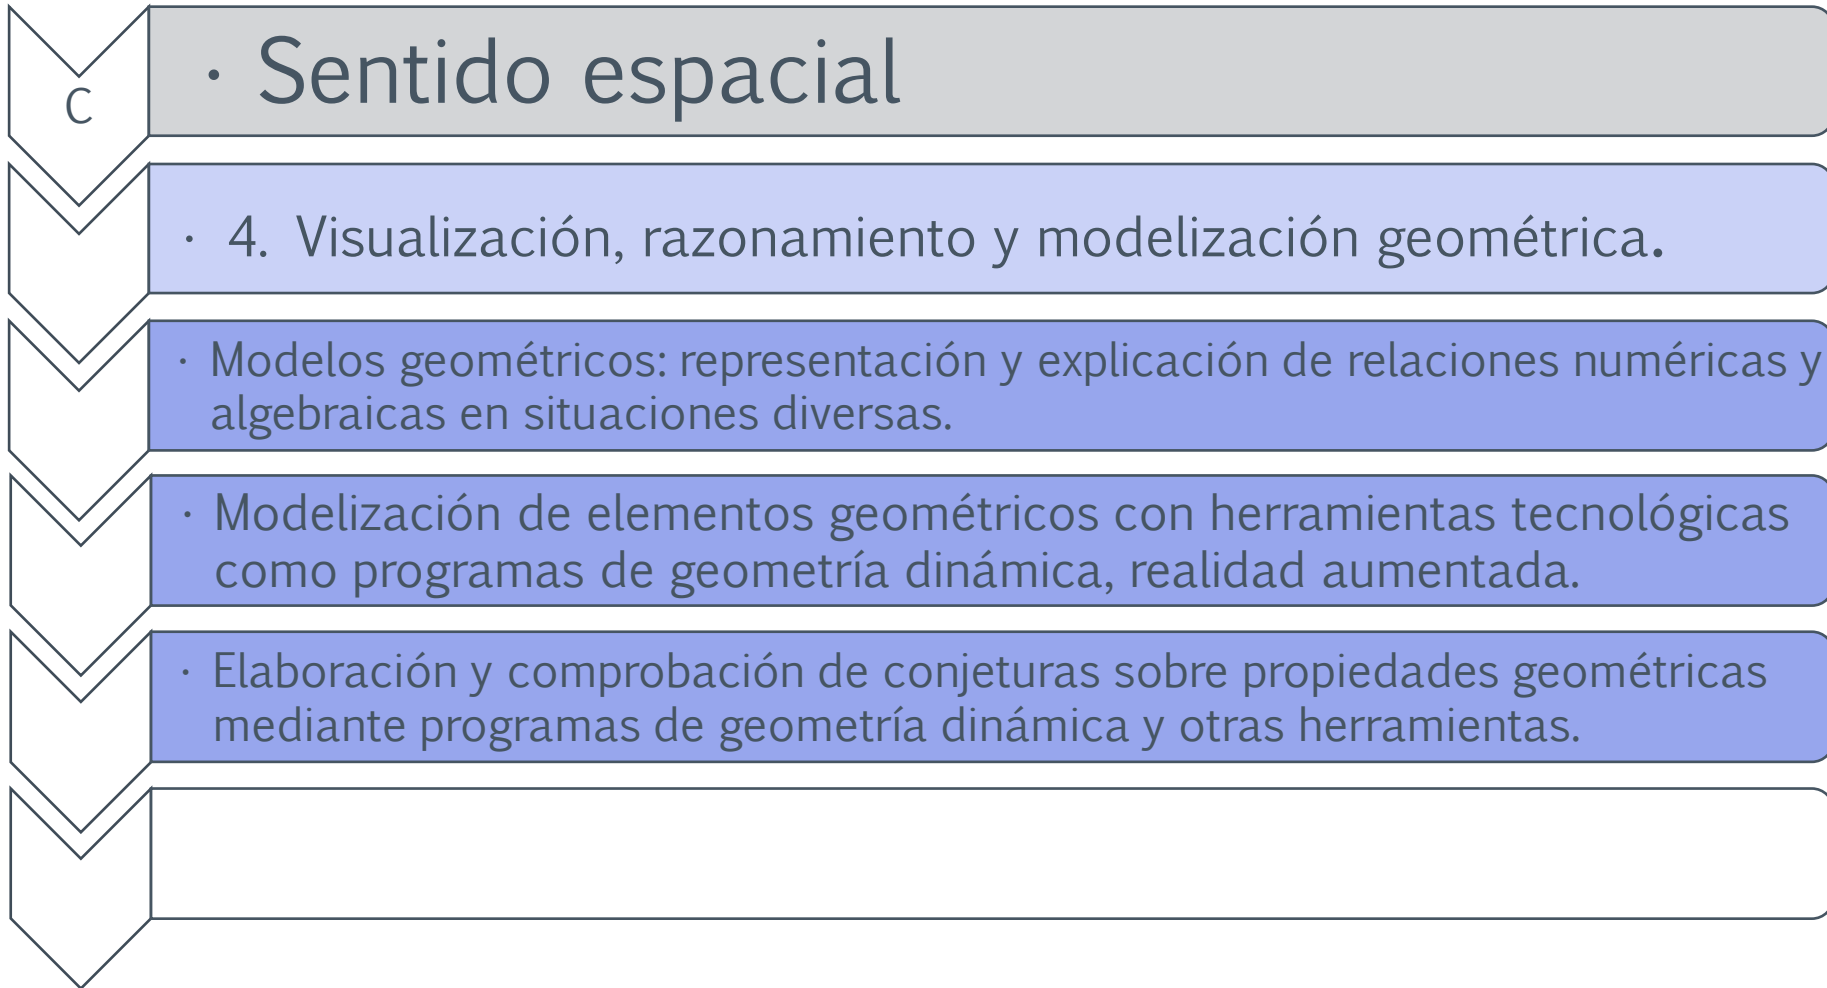 C
· Sentido espacial
· 4. Visualización, razonamiento y modelización geométrica.
· Modelos geométricos: representación y explicación de relaciones numéricas y
algebraicas en situaciones diversas.
· Modelización de elementos geométricos con herramientas tecnológicas
como programas de geometría dinámica, realidad aumentada.
· Elaboración y comprobación de conjeturas sobre propiedades geométricas
mediante programas de geometría dinámica y otras herramientas.